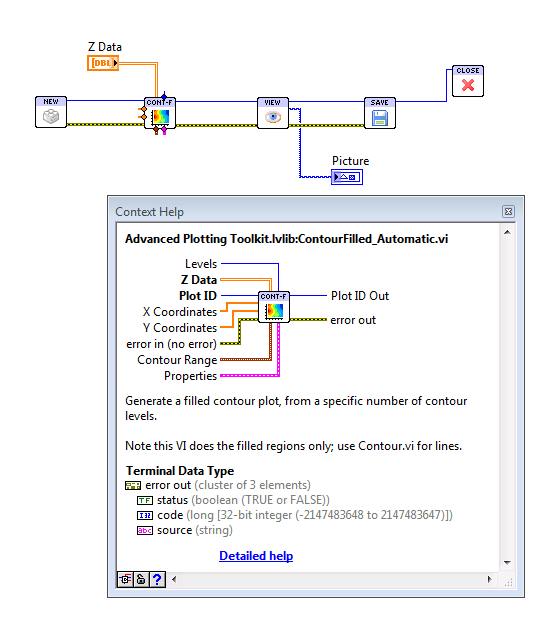 Z Data
DBL
CLOSE
NEW
CONT-F
VIEW
SAVE
Picture
Context Help
Advanced Plotting Toolkit.lvlib:ContourFilled_Automatic.vi
Levels
Z Data
Plot ID
X Coordinates
Y Coordinates
error in (no error)
Contour Range
Properties
CONT-F
Plot ID Out
error out
Generate a filled contour plot, from a specific number of contour
levels.
Note this VI does the filled regions only; use Contour.vi for lines.
Terminal Data Type
error out (cluster of 3 elements)
TF status (boolean (TRUE or FALSE))
I32 code (long [32-bit integer (-2147483648 to 2147483647)])
abc source (string)
Detailed help
?